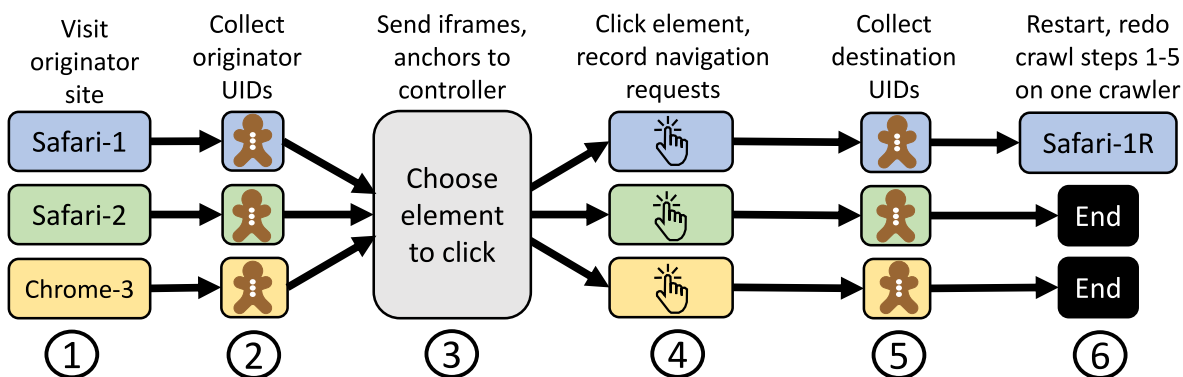 Visit
originator
site
Collect
originator
UIDs
Send iframes,
anchors to
controller
Click element,
record navigation
requests
Collect
destination
UIDs
Restart, redo
crawl steps 1-5
on one crawler
Safari-1
Safari-2
Chrome-3
Choose
element
to click
Safari-1R
End
End
1
2
3
4
5
6